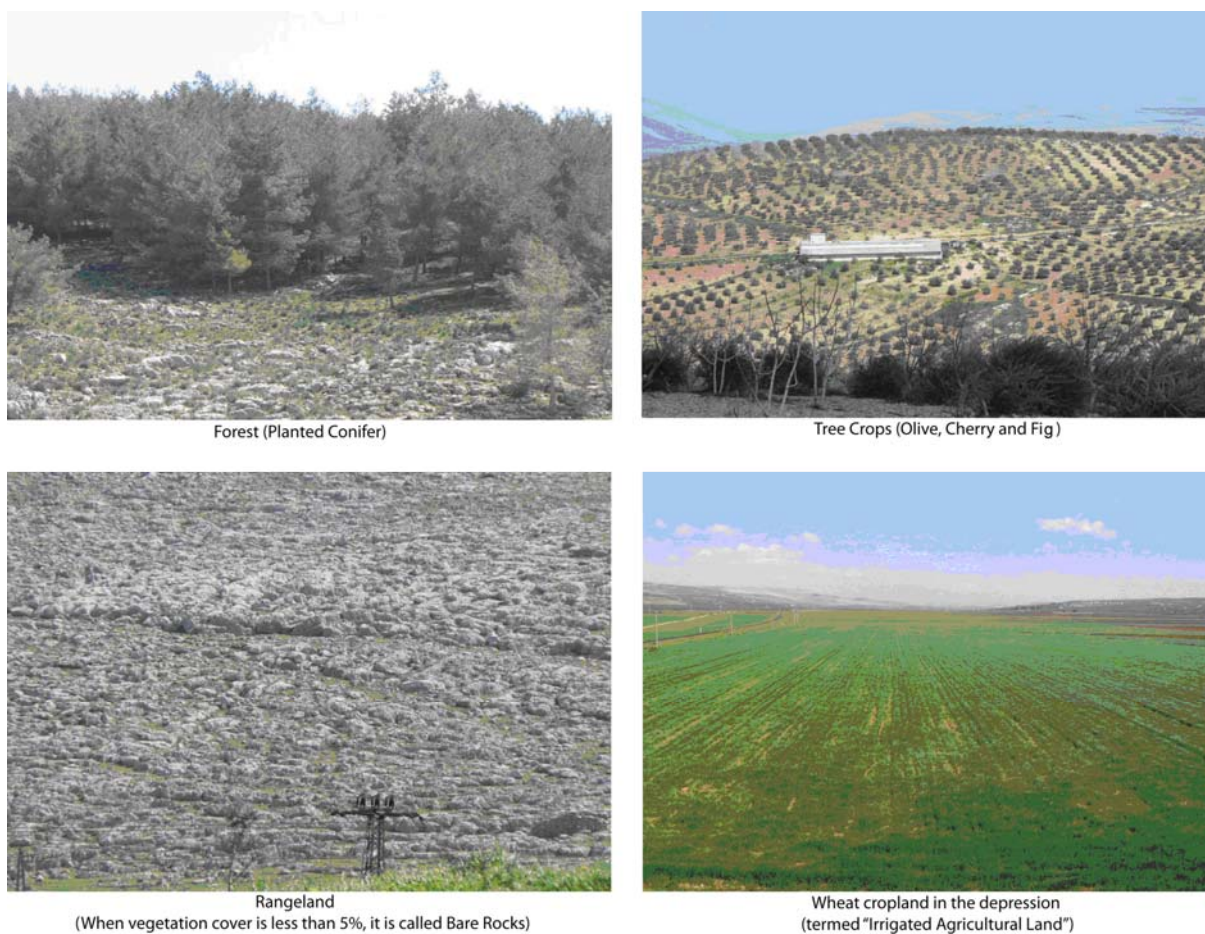 Forest (Planted Conifer)
Tree Crops (Olive, Cherry and Fig )
Rangeland
(When vegetation cover is less than 5%, it is called Bare Rocks)
Wheat cropland in the depression
(termed “Irrigated Agricultural Land”)